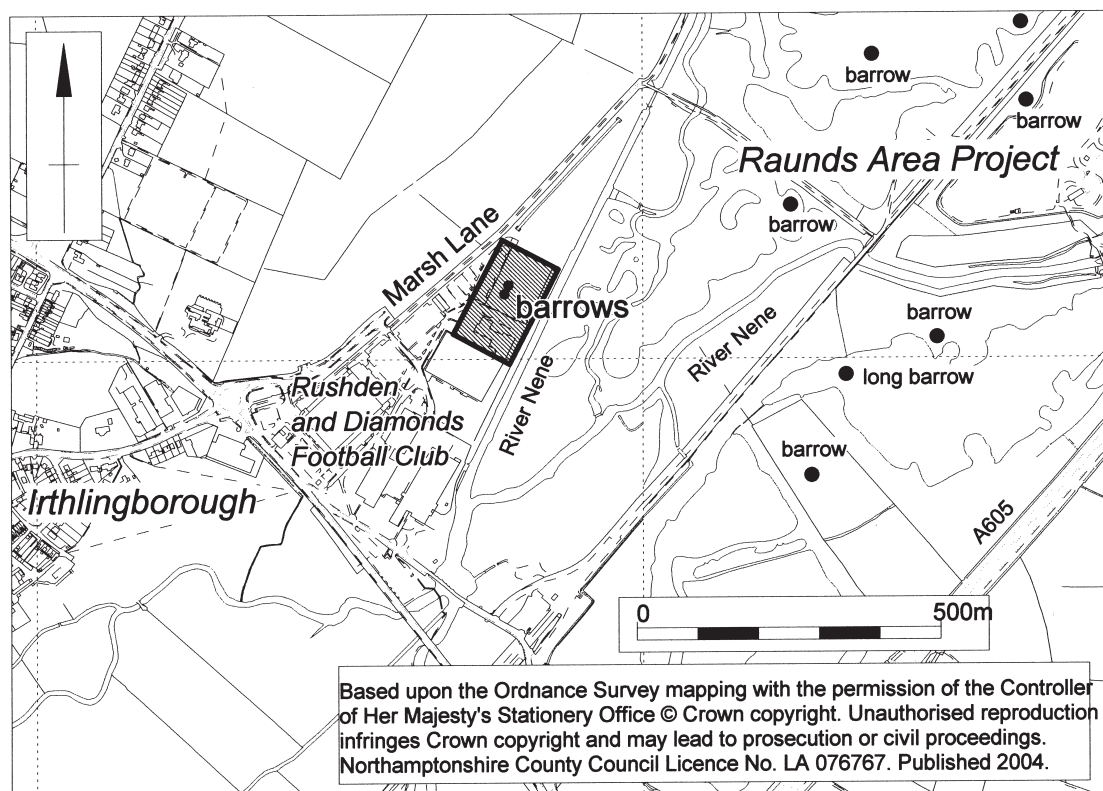 barrow
barrow
Raunds Area Project
barrow
Marsh Lane
barrows
River Nene
barrow
long barrow
Rushden
and Diamonds
Football Club
River Nene
barrow
Irthlingborough
A605
0 500m
Based upon the Ordnance Survey mapping with the permission of the Controller
of Her Majesty's Stationery Office © Crown copyright. Unauthorised reproduction
infringes Crown copyright and may lead to prosecution or civil proceedings.
Northamptonshire County Council Licence No. LA 076767. Published 2004.